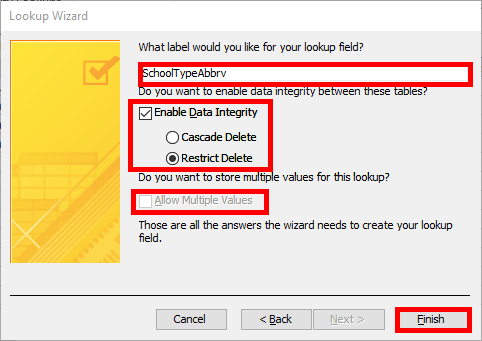 Lookup Wizard
What label would you like for your lookup field?
SchoolTypeAbbrv
Do you want to enable data integrity between these tables?
Enable Data Integrity
Cascade Delete
Restrict Delete
Do you want to store multiple values for this lookup?
Allow Multiple Values
Those are all the answers the wizard needs to create your lookup
field.
Cancel
< Back
Next >
Finish